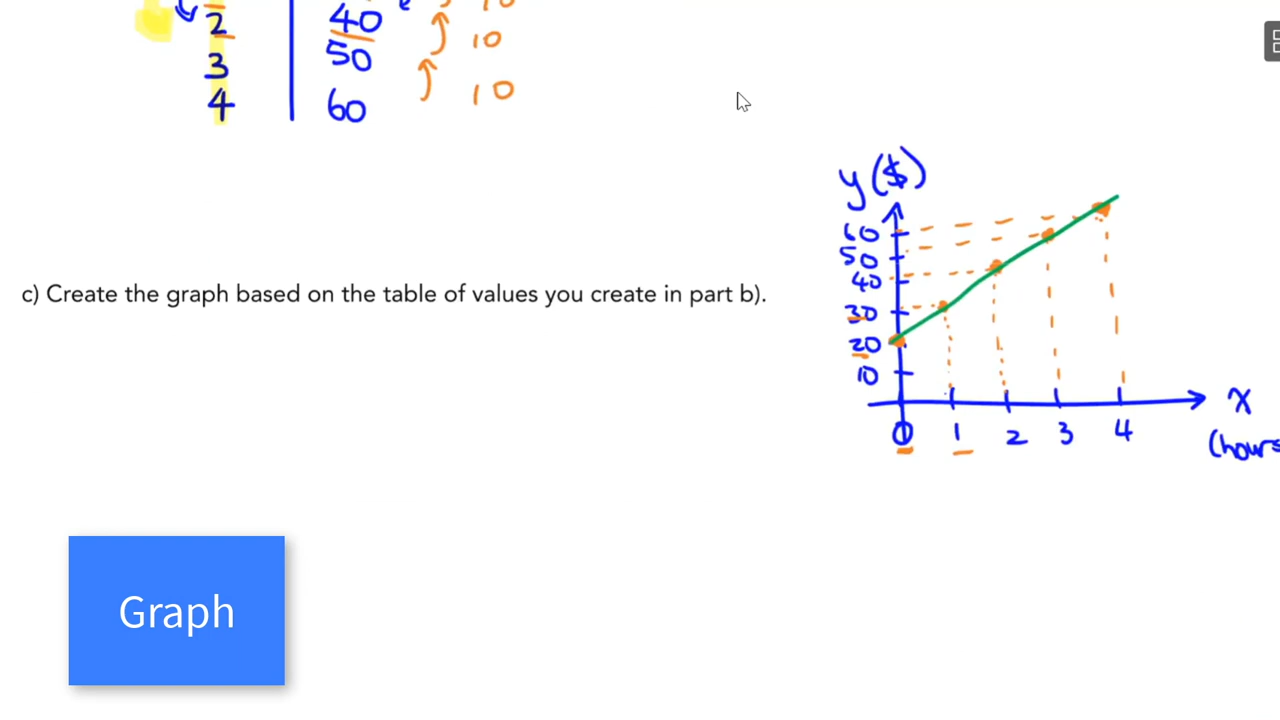 2 40
3 50 10
4 60 10
y ($)
60
50
40
30
20
10
0 1 2 3 4
x
(hours
c) Create the graph based on the table of values you create in part b).
Graph